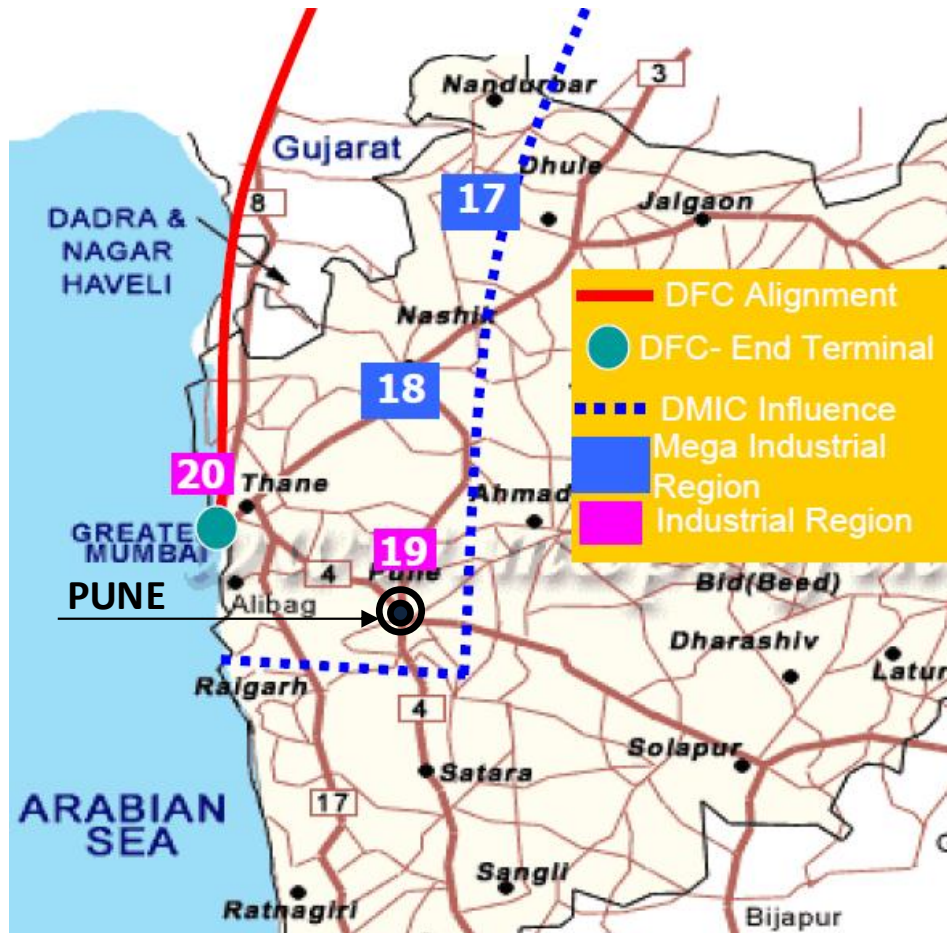 Nandurbar
3
Gujarat
Dhule
17
8
Jalgaon
DADRA &
NAGAR
HAVELI
DFC Alignment
Nashik
DFC- End Terminal
18
DMIC Influence
Mega Industrial
Region
20
Thane
Ahmad
Industrial Region
GREATE
MUMBAI
19
4
Pune
Bid(Beed)
PUNE
Alibag
Dharashiv
Latur
Raigarh
4
Solapur
Satara
ARABIAN
SEA
17
Sangli
Ratnagiri
Bijapur